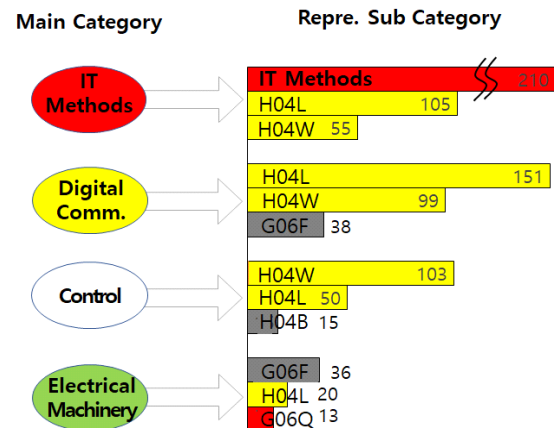 Main Category
Repre. Sub Category
IT
Methods
IT Methods 210
H04L 105
H04W 55
Digital
Comm.
H04L 151
H04W 99
G06F 38
Control
H04W 103
H04L 50
H04B 15
Electrical
Machinery
G06F 36
H04L 20
G06Q 13